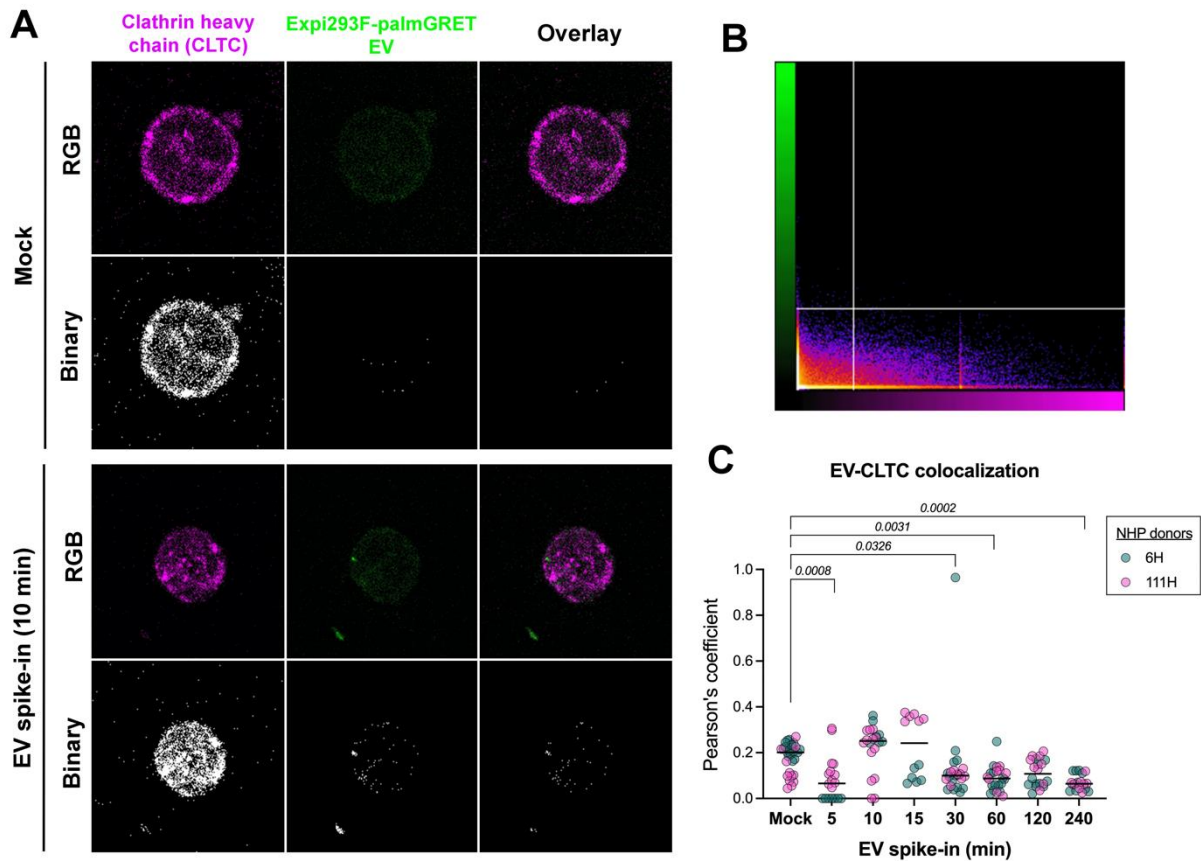 A
Clathrin heavy
chain (CLTC)
Expi293F-palmGRET
EV
Overlay
Mock
RGB
Binary
EV spike-in (10 min)
RGB
Binary
B
C
EV-CLTC colocalization
0.0002
0.0031
0.0326
0.0008
NHP donors
6H
111H
Pearson's coefficient
1.0
0.8
0.6
0.4
0.2
0.0
Mock 5 10 15 30 60 120 240
EV spike-in (min)